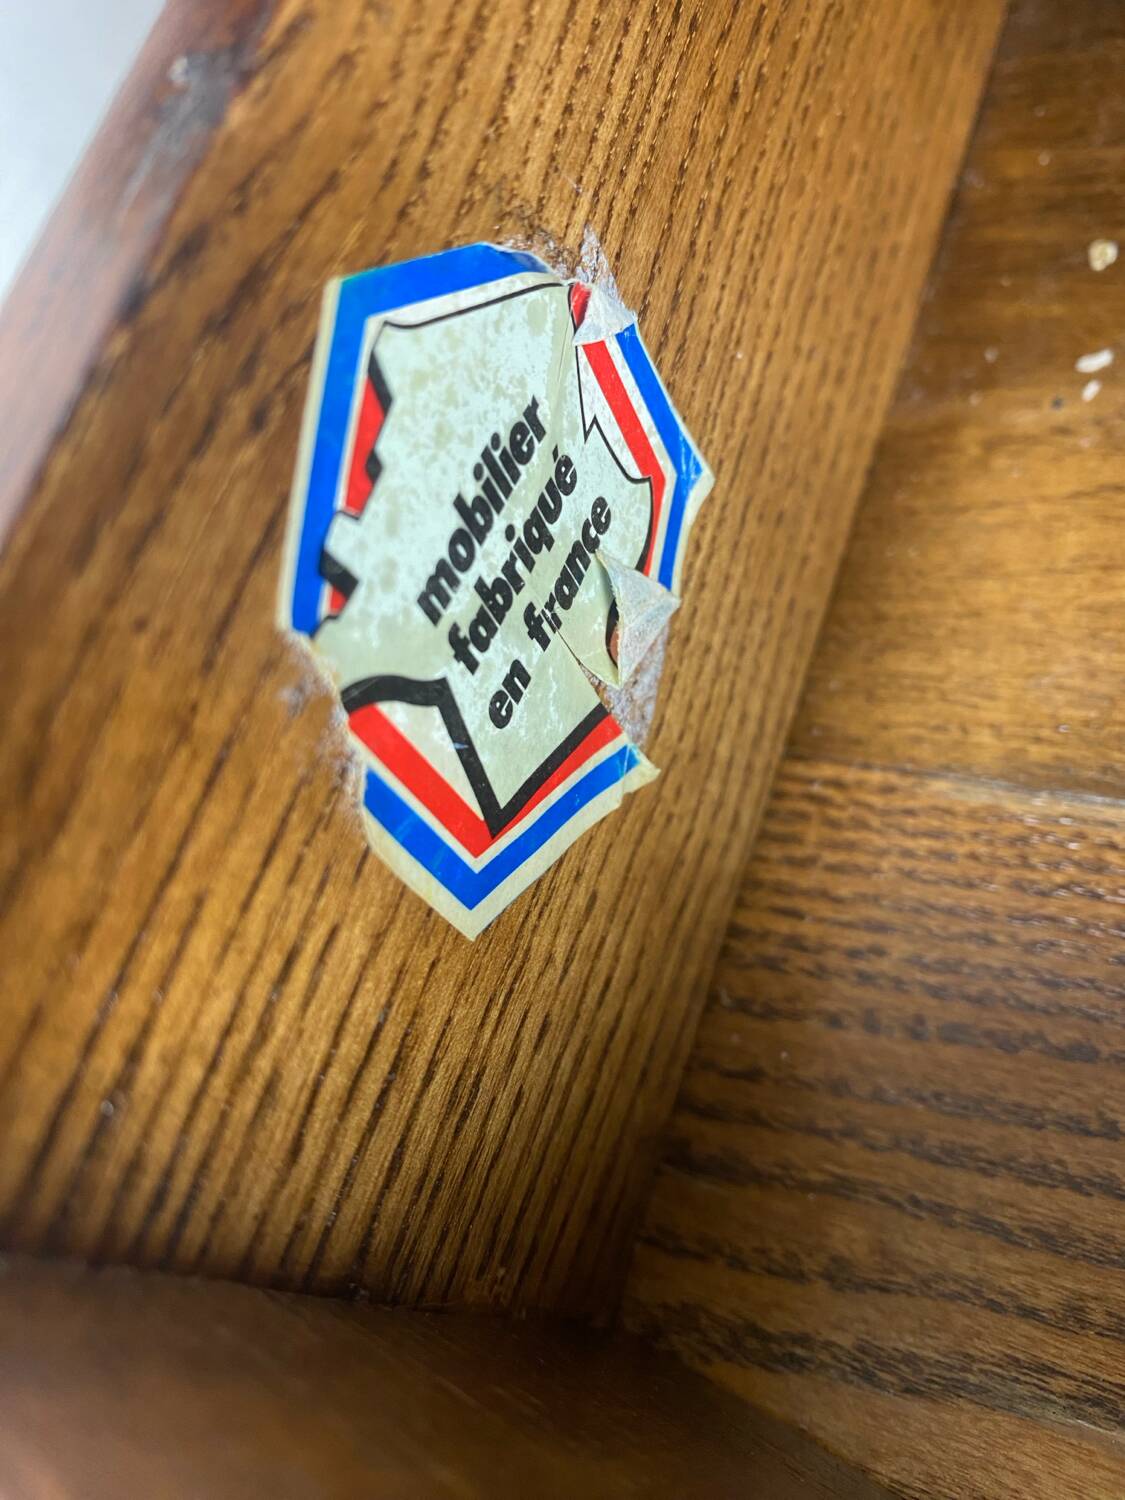 mobilier
fabriqué
en france